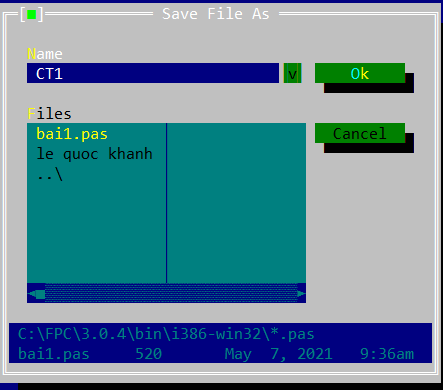 [■] Save File As
Name
CT1 v Ok
Files
bai1.pas Cancel
le quoc khanh
..\
C:\FPC\3.0.4\bin\i386-win32\*.pas
bai1.pas 520 May 7, 2021 9:36am